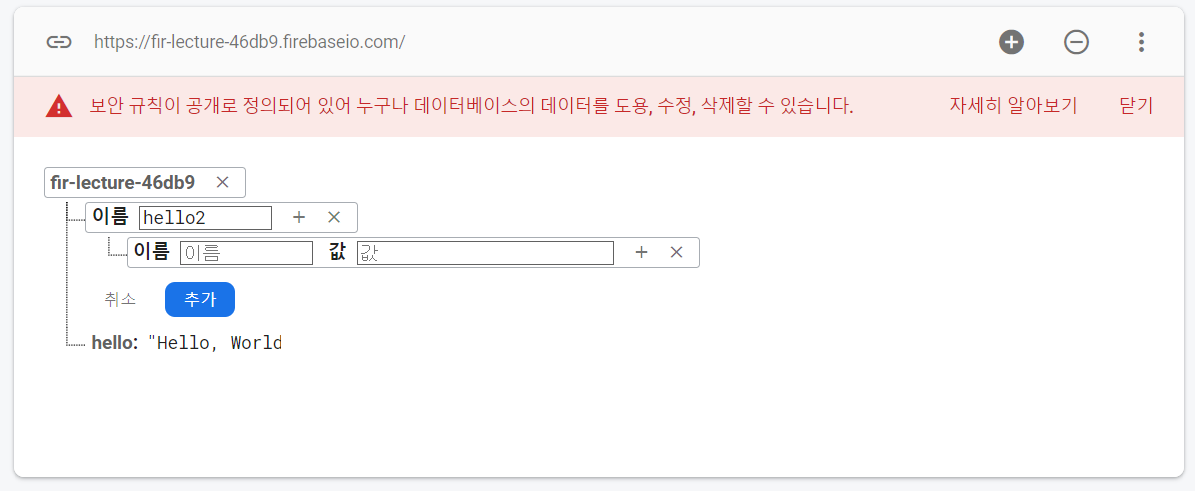 https://fir-lecture-46db9.firebaseio.com/
보안 규칙이 공개로 정의되어 있어 누구나 데이터베이스의 데이터를 도용, 수정, 삭제할 수 있습니다. 자세히 알아보기 닫기
fir-lecture-46db9
이름 hello2
이름 이름 값 값
취소 추가
hello: "Hello, World